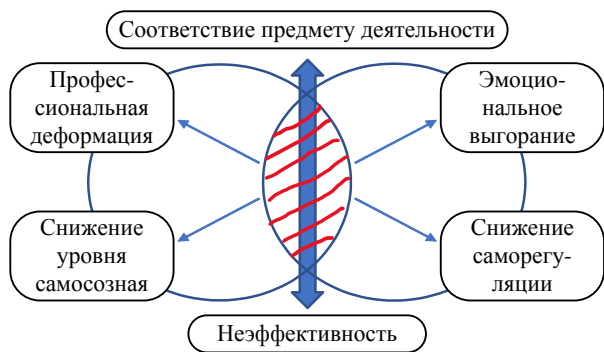 Соответствие предмету деятельности
Профес-
сиональная
деформация
Эмоцио-
нальное
выгорание
Снижение
уровня
самосозная
Снижение
саморегу-
ляции
Неэффективность